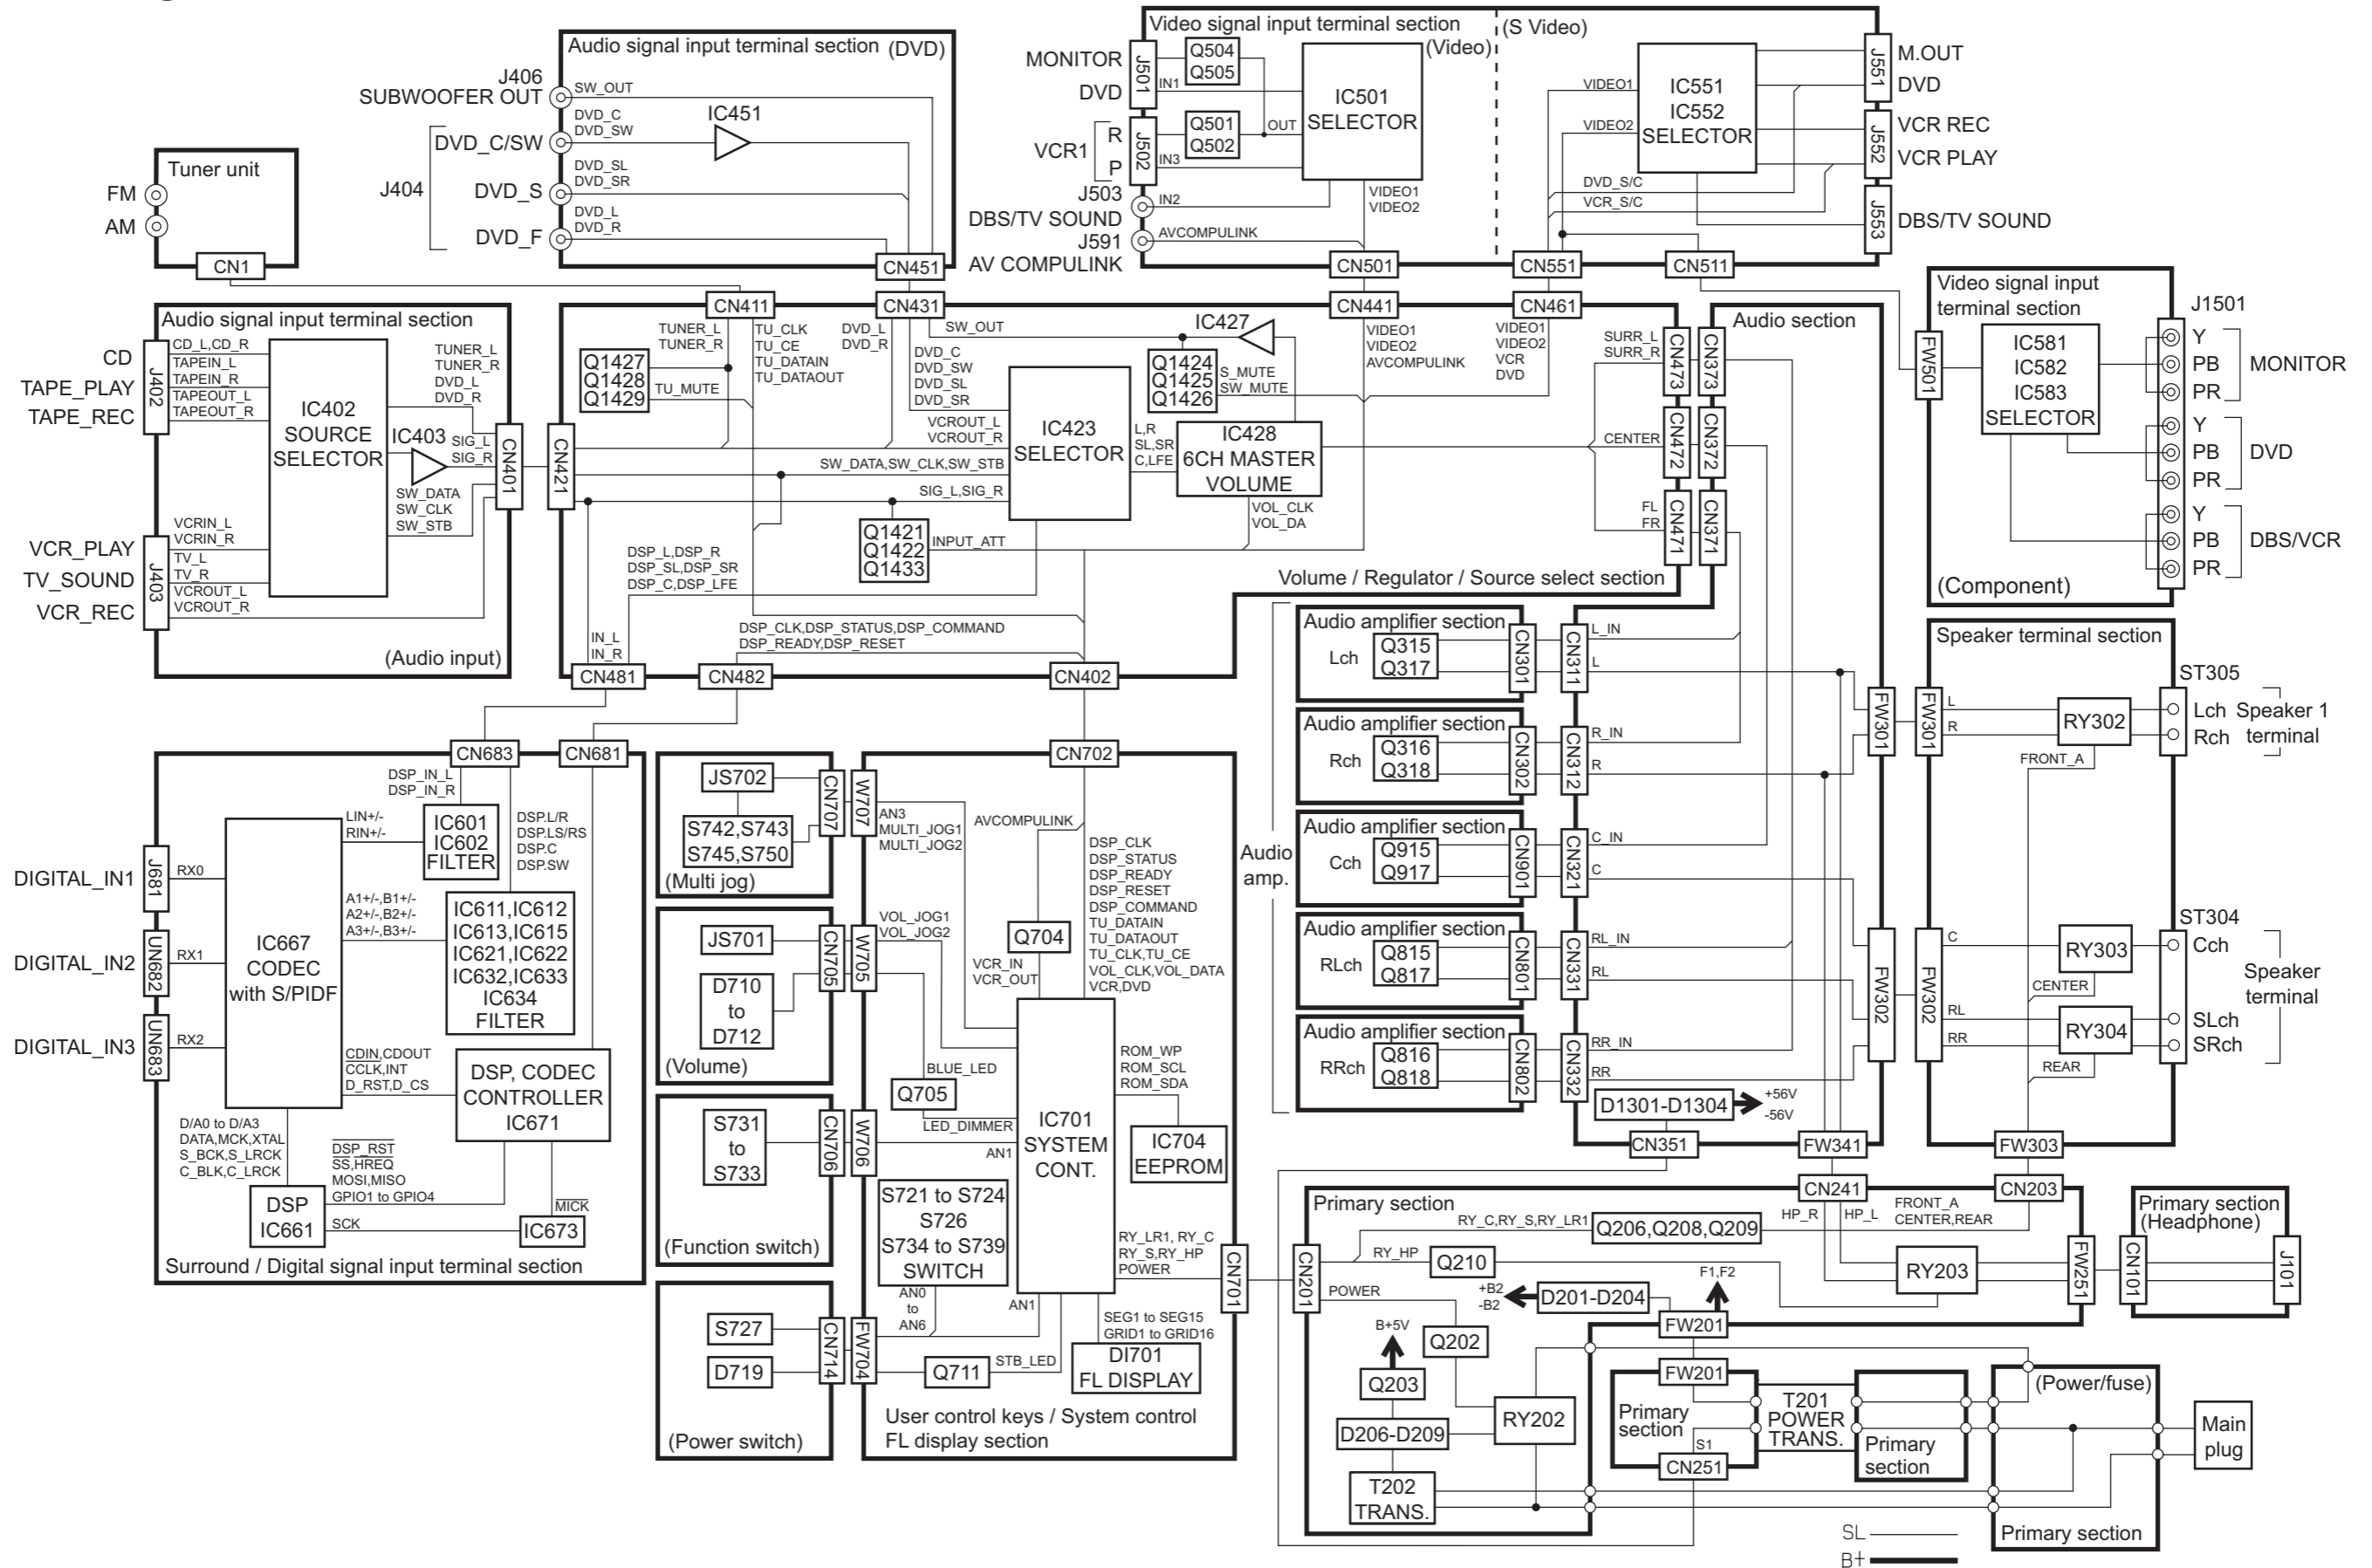 Audio signal input terminal section (DVD)
J406
SUBWOOFER OUT
SW_OUT
DVD_C
DVD_SW
IC451
DVD_C/SW
DVD_SL
DVD_SR
J404
DVD_S
DVD_L
DVD_R
DVD_F
CN451
Tuner unit
FM
AM
CN1
Video signal input terminal section
(Video)
(S Video)
MONITOR
DVD
J501
Q504
Q505
IN1
IC501
SELECTOR
VCR1
R
P
J502
Q501
Q502
OUT
IN3
J503
DBS/TV SOUND
IN2
J591
AV COMPULINK
AVCOMPULINK
VIDEO1
VIDEO2
CN501
VIDEO1
VIDEO2
IC551
IC552
SELECTOR
DVD_S/C
VCR_S/C
J551
M.OUT
DVD
J552
VCR REC
VCR PLAY
J553
DBS/TV SOUND
CN551
CN511
Video signal input
terminal section
J1501
FW501
IC581
IC582
IC583
SELECTOR
Y
PB
PR
MONITOR
Y
PB
PR
DVD
Y
PB
PR
DBS/VCR
(Component)
Audio signal input terminal section
CD
TAPE_PLAY
TAPE_REC
J402
CD_L,CD_R
TAPEIN_L
TAPEIN_R
TAPEOUT_L
TAPEOUT_R
IC402
SOURCE
SELECTOR
TUNER_L
TUNER_R
DVD_L
DVD_R
IC403
SIG_L
SIG_R
SW_DATA
SW_CLK
SW_STB
CN401
VCR_PLAY
TV_SOUND
VCR_REC
J403
VCRIN_L
VCRIN_R
TV_L
TV_R
VCROUT_L
VCROUT_R
(Audio input)
CN411
CN431
CN441
CN461
TUNER_L
TUNER_R
TU_CLK
TU_CE
TU_DATAIN
TU_DATAOUT
Q1427
Q1428
Q1429
TU_MUTE
DVD_L
DVD_R
SW_OUT
DVD_C
DVD_SW
DVD_SL
DVD_SR
IC427
Q1424
Q1425
Q1426
S_MUTE
SW_MUTE
VIDEO1
VIDEO2
AVCOMPULINK
VIDEO1
VIDEO2
VCR
DVD
CN421
VCROUT_L
VCROUT_R
SW_DATA,SW_CLK,SW_STB
SIG_L,SIG_R
IC423
SELECTOR
L,R
SL,SR
C,LFE
IC428
6CH MASTER
VOLUME
VOL_CLK
VOL_DA
Q1421
Q1422
Q1433
INPUT_ATT
SURR_L
SURR_R
CENTER
FL
FR
CN473
CN472
CN471
CN373
CN372
CN371
Audio section
DSP_L,DSP_R
DSP_SL,DSP_SR
DSP_C,DSP_LFE
Volume / Regulator / Source select section
IN_L
IN_R
DSP_CLK,DSP_STATUS,DSP_COMMAND
DSP_READY,DSP_RESET
CN481
CN482
CN402
Audio
amp.
Audio amplifier section
Lch
Q315
Q317
CN301
CN311
L_IN
L
Audio amplifier section
Rch
Q316
Q318
CN302
CN312
R_IN
R
Audio amplifier section
Cch
Q915
Q917
CN901
CN321
C_IN
C
Audio amplifier section
RLch
Q815
Q817
CN801
CN331
RL_IN
RL
Audio amplifier section
RRch
Q816
Q818
CN802
CN332
RR_IN
RR
D1301-D1304
+56V
-56V
CN351
FW341
FW301
FW302
Speaker terminal section
FW301
L
R
RY302
FRONT_A
ST305
Lch
Rch
Speaker 1
terminal
FW302
C
RY303
CENTER
RL
RR
RY304
REAR
ST304
Cch
SLch
SRch
Speaker
terminal
FW303
CN683
CN681
DSP_IN_L
DSP_IN_R
LIN+/-
RIN+/-
IC601
IC602
FILTER
DSP.L/R
DSP.LS/RS
DSP.C
DSP.SW
DIGITAL_IN1
J681
RX0
DIGITAL_IN2
UN682
RX1
DIGITAL_IN3
UN683
RX2
IC667
CODEC
with S/PIDF
A1+/-,B1+/-
A2+/-,B2+/-
A3+/-,B3+/-
IC611,IC612
IC613,IC615
IC621,IC622
IC632,IC633
IC634
FILTER
CDIN,CDOUT
CCLK,INT
D_RST,D_CS
DSP, CODEC
CONTROLLER
IC671
D/A0 to D/A3
DATA,MCK,XTAL
S_BCK,S_LRCK
C_BLK,C_LRCK
DSP_RST
SS,HREQ
MOSI,MISO
GPIO1 to GPIO4
DSP
IC661
SCK
MICK
IC673
Surround / Digital signal input terminal section
JS702
S742,S743
S745,S750
(Multi jog)
CN707
W707
AN3
MULTI_JOG1
MULTI_JOG2
JS701
D710
to
D712
(Volume)
CN705
W705
VOL_JOG1
VOL_JOG2
S731
to
S733
(Function switch)
CN706
W706
S727
D719
(Power switch)
CN714
FW704
CN702
AVCOMPULINK
Q704
VCR_IN
VCR_OUT
DSP_CLK
DSP_STATUS
DSP_READY
DSP_RESET
DSP_COMMAND
TU_DATAIN
TU_DATAOUT
TU_CLK,TU_CE
VOL_CLK,VOL_DATA
VCR,DVD
BLUE_LED
Q705
LED_DIMMER
AN1
IC701
SYSTEM
CONT.
ROM_WP
ROM_SCL
ROM_SDA
IC704
EEPROM
S721 to S724
S726
S734 to S739
SWITCH
AN0
to
AN6
AN1
RY_LR1, RY_C
RY_S,RY_HP
POWER
CN701
SEG1 to SEG15
GRID1 to GRID16
DI701
FL DISPLAY
Q711
STB_LED
User control keys / System control
FL display section
Primary section
CN241
CN203
RY_C,RY_S,RY_LR1
Q206,Q208,Q209
HP_R
HP_L
FRONT_A
CENTER,REAR
CN201
RY_HP
Q210
RY203
FW251
POWER
+B2
-B2
D201-D204
F1,F2
FW201
B+5V
Q202
Q203
D206-D209
RY202
T202
TRANS.
Primary section
(Headphone)
CN101
J101
FW201
Primary
section
S1
CN251
T201
POWER
TRANS.
Primary
section
(Power/fuse)
Primary section
Main
plug
SL
B+